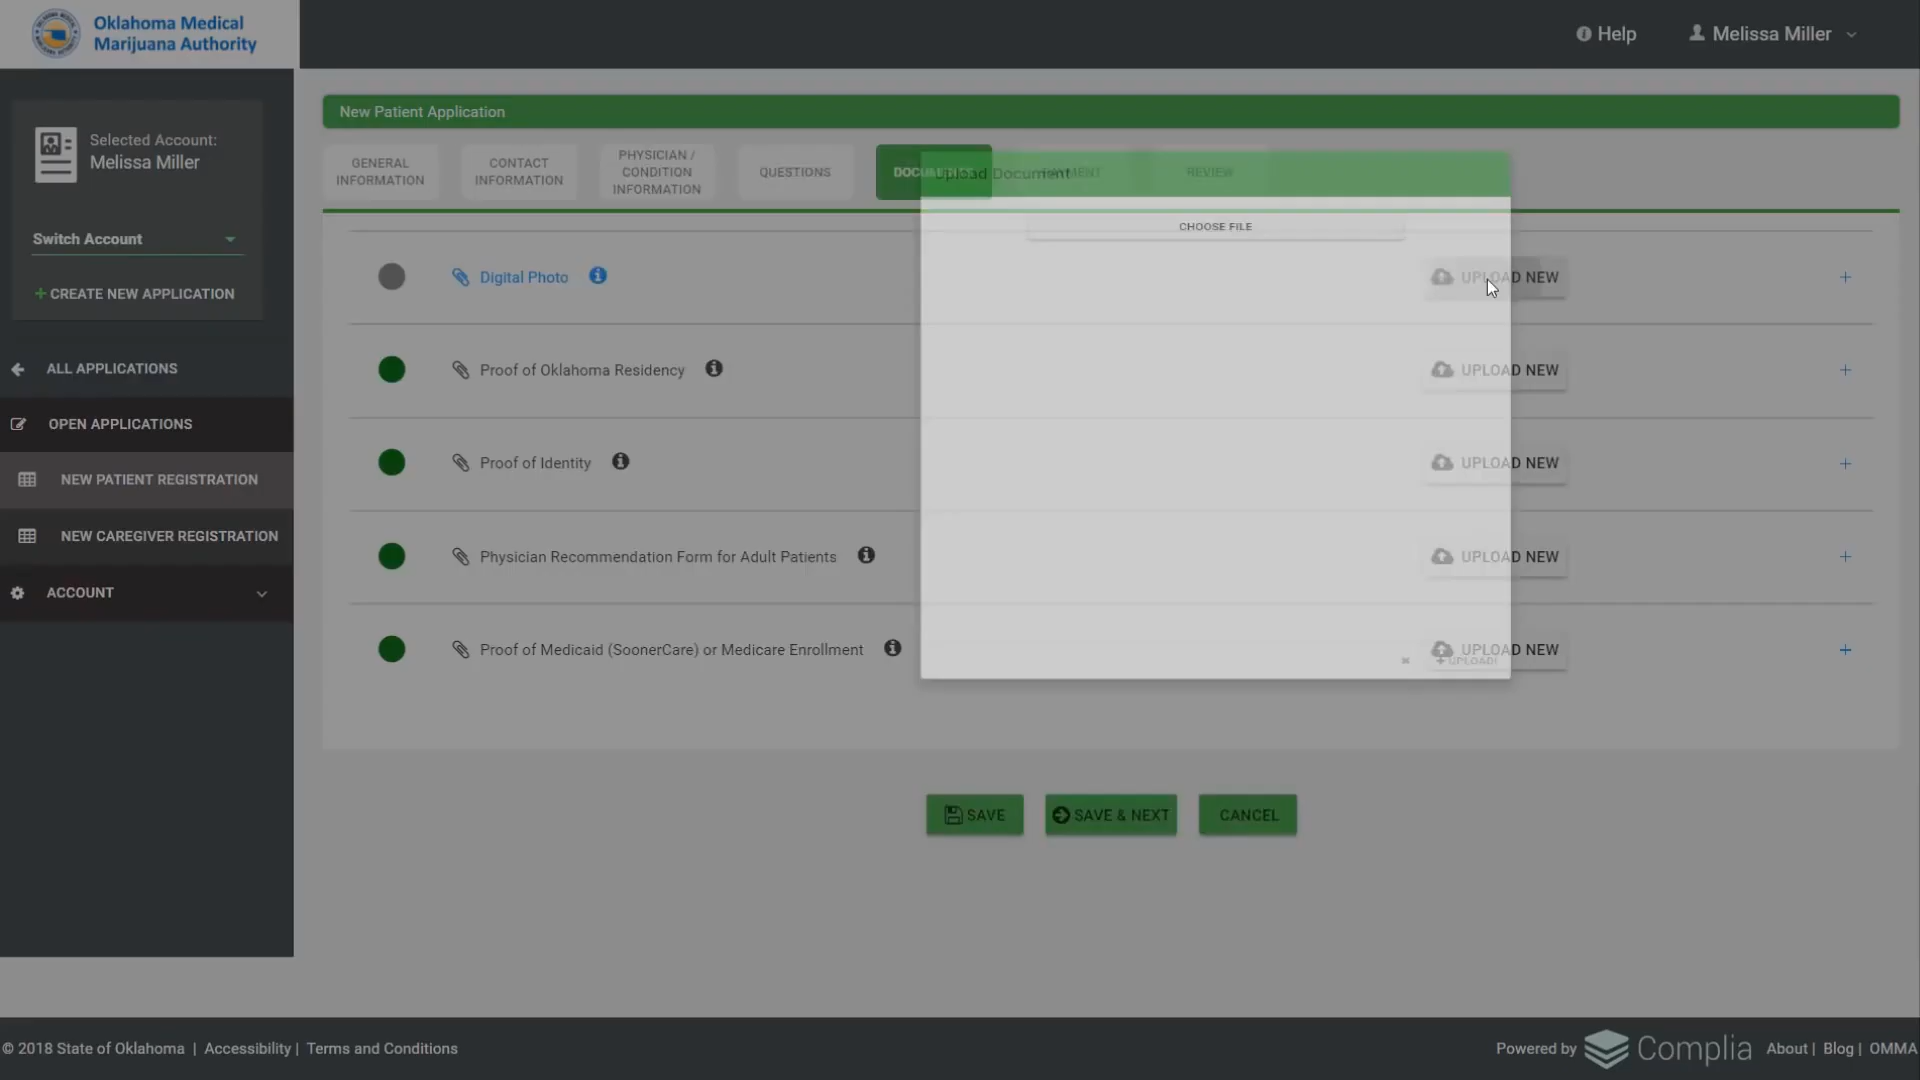 Oklahoma Medical
Marijuana Authority
Help
Melissa Miller
Selected Account:
Melissa Miller
Switch Account
+ CREATE NEW APPLICATION
ALL APPLICATIONS
OPEN APPLICATIONS
NEW PATIENT REGISTRATION
NEW CAREGIVER REGISTRATION
ACCOUNT
New Patient Application
GENERAL
INFORMATION
CONTACT
INFORMATION
PHYSICIAN /
CONDITION
INFORMATION
QUESTIONS
Upload Document
REVIEW
CHOOSE FILE
Digital Photo
UPLOAD NEW
+
Proof of Oklahoma Residency
UPLOAD NEW
+
Proof of Identity
UPLOAD NEW
+
Physician Recommendation Form for Adult Patients
UPLOAD NEW
+
Proof of Medicaid (SoonerCare) or Medicare Enrollment
UPLOAD NEW
+
+ UPLOAD!
SAVE
SAVE & NEXT
CANCEL
© 2018 State of Oklahoma | Accessibility | Terms and Conditions
Powered by Complia About | Blog | OMMA